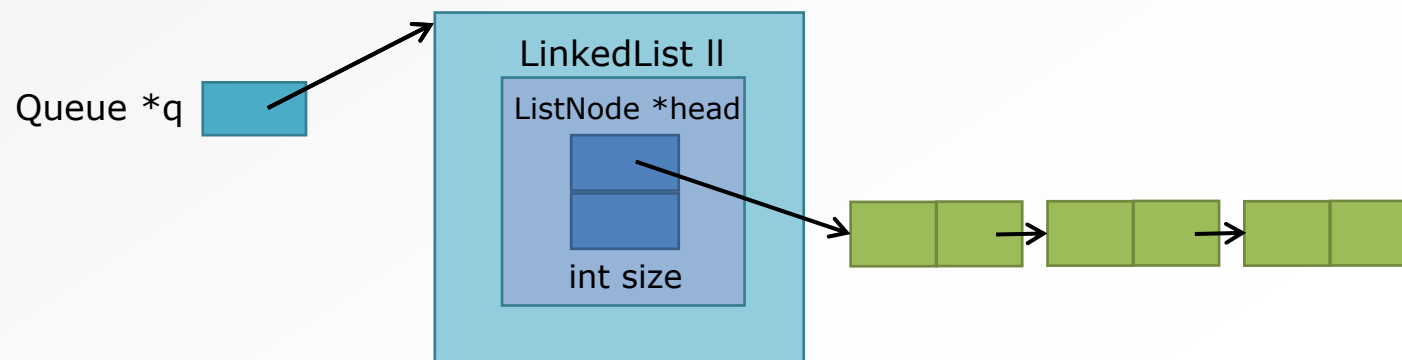 LinkedList ll
Queue *q
ListNode *head
int size